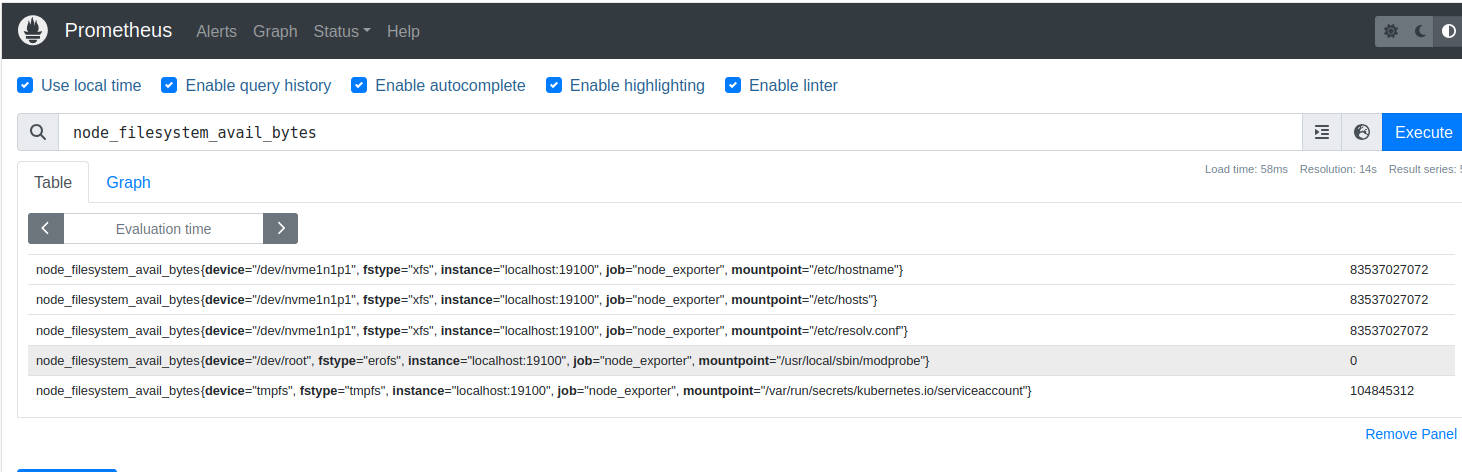 Prometheus Alerts Graph Status Help
Use local time Enable query history Enable autocomplete Enable highlighting Enable linter
node_filesystem_avail_bytes Execute
Load time: 58ms Resolution: 14s Result series:
Table Graph
Evaluation time
node_filesystem_avail_bytes{device="/dev/nvme1n1p1", fstype="xfs", instance="localhost:19100", job="node_exporter", mountpoint="/etc/hostname"} 83537027072
node_filesystem_avail_bytes{device="/dev/nvme1n1p1", fstype="xfs", instance="localhost:19100", job="node_exporter", mountpoint="/etc/hosts"} 83537027072
node_filesystem_avail_bytes{device="/dev/nvme1n1p1", fstype="xfs", instance="localhost:19100", job="node_exporter", mountpoint="/etc/resolv.conf"} 83537027072
node_filesystem_avail_bytes{device="/dev/root", fstype="erofs", instance="localhost:19100", job="node_exporter", mountpoint="/usr/local/sbin/modprobe"} 0
node_filesystem_avail_bytes{device="tmpfs", fstype="tmpfs", instance="localhost:19100", job="node_exporter", mountpoint="/var/run/secrets/kubernetes.io/serviceaccount"} 104845312
Remove Panel